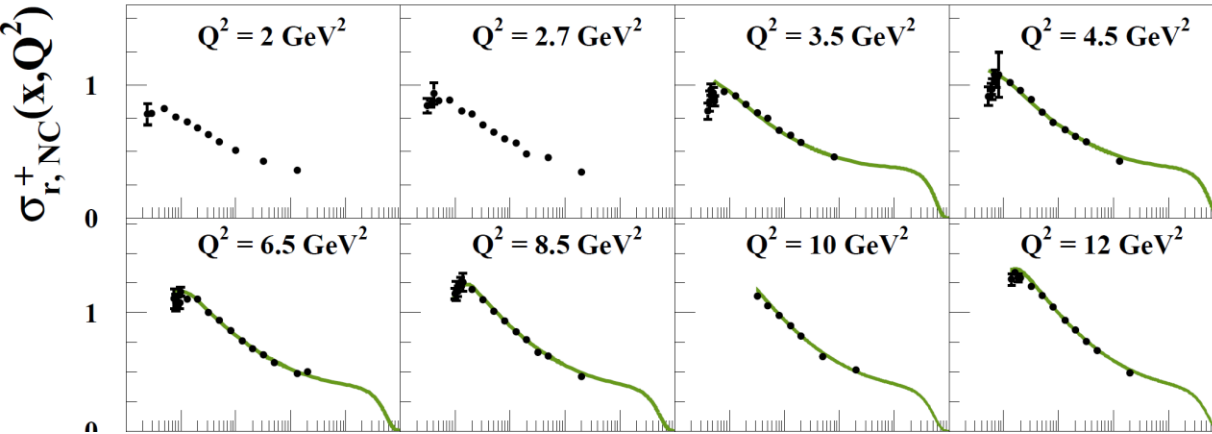 σ⁺r, NC(x,Q²)
Q² = 2 GeV²
Q² = 2.7 GeV²
Q² = 3.5 GeV²
Q² = 4.5 GeV²
1
0
Q² = 6.5 GeV²
Q² = 8.5 GeV²
Q² = 10 GeV²
Q² = 12 GeV²
1
0